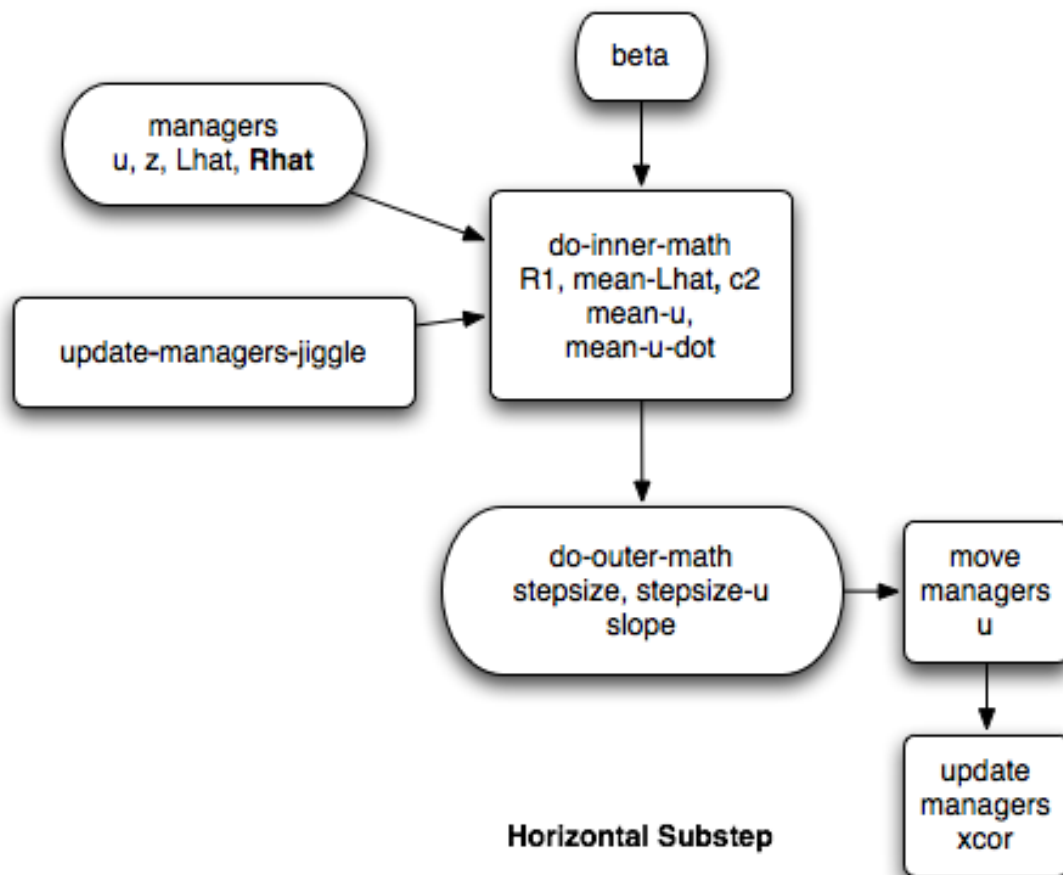 beta
managers
u, z, Lhat, Rhat
do-inner-math
R1, mean-Lhat, c2
mean-u,
mean-u-dot
update-managers-jiggle
do-outer-math
stepsize, stepsize-u
slope
move
managers
u
update
managers
xcor
Horizontal Substep